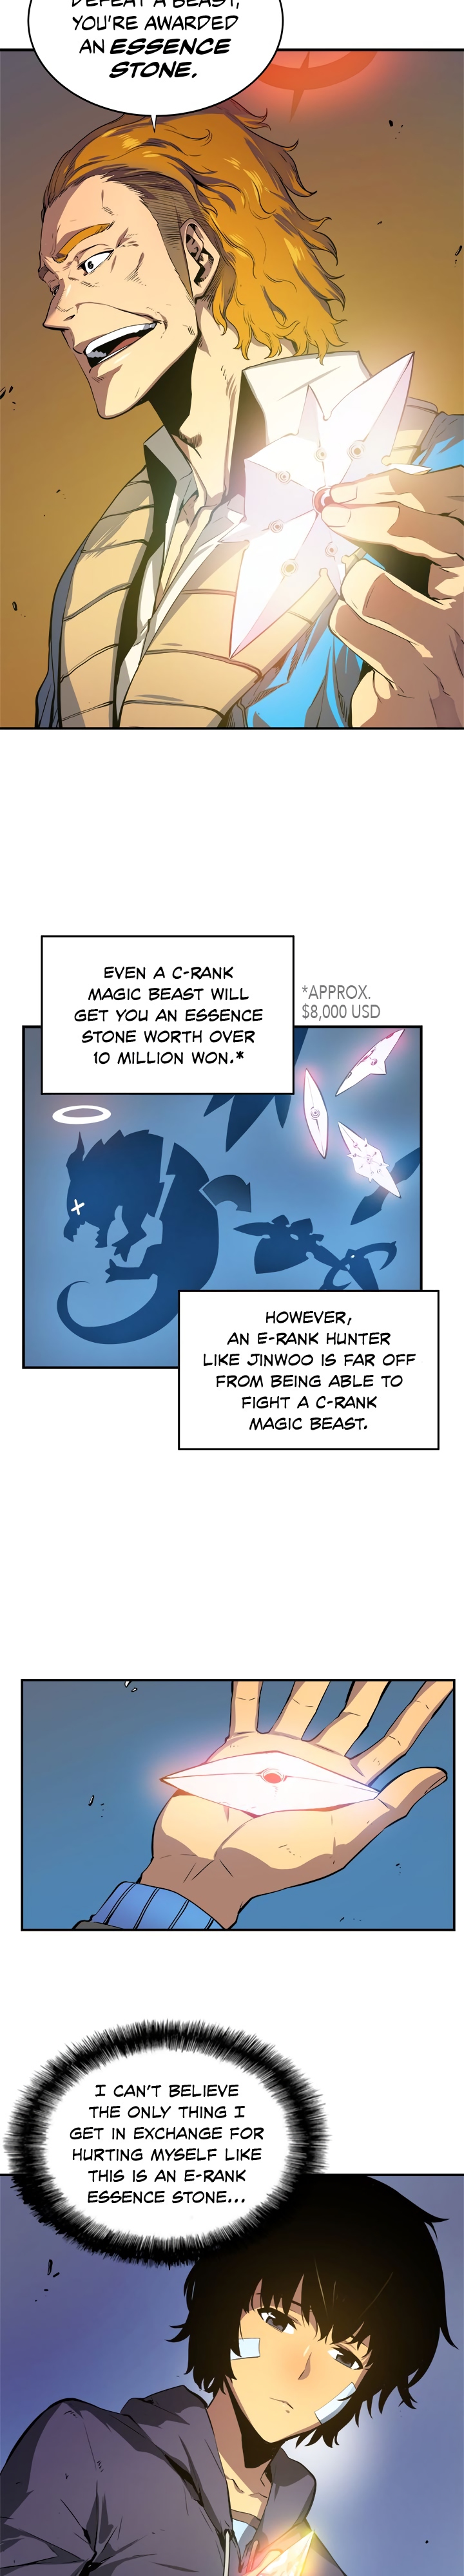 DEFEAT A BEAST,
YOU'RE AWARDED
AN ESSENCE
STONE.
EVEN A C-RANK
MAGIC BEAST WILL
GET YOU AN ESSENCE
STONE WORTH OVER
10 MILLION WON.*
*APPROX.
$8,000 USD
HOWEVER,
AN E-RANK HUNTER
LIKE JINWOO IS FAR OFF
FROM BEING ABLE TO
FIGHT A C-RANK
MAGIC BEAST.
I CAN'T BELIEVE
THE ONLY THING I
GET IN EXCHANGE FOR
HURTING MYSELF LIKE
THIS IS AN E-RANK
ESSENCE STONE...